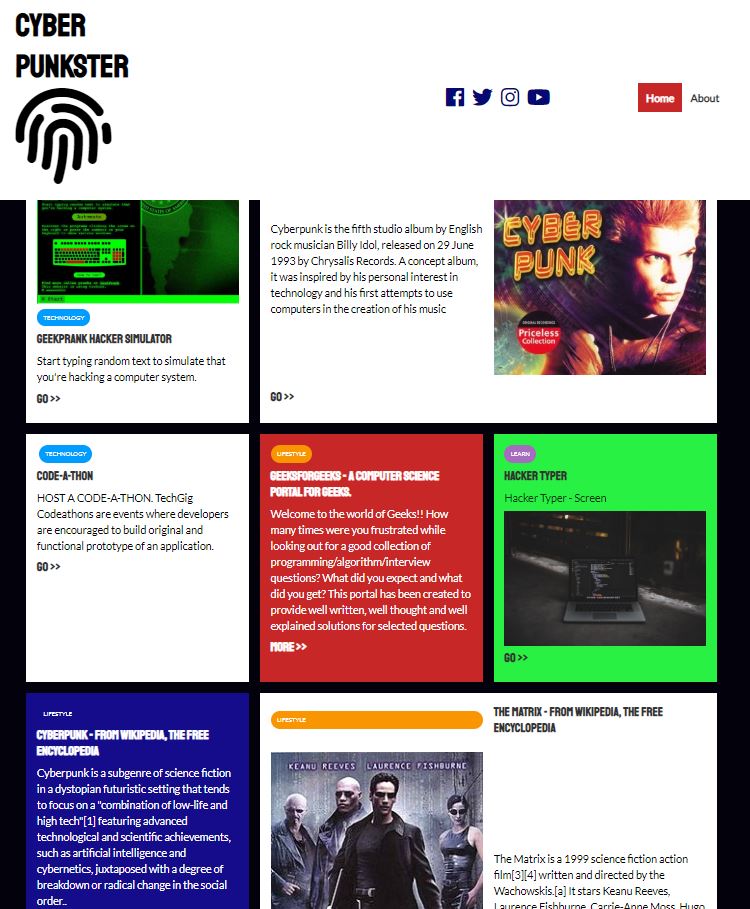 CYBER
PUNKSTER
Home
About
Start
TECHNOLOGY
GEEKPRANK HACKER SIMULATOR
Start typing random text to simulate that
you're hacking a computer system.
GO >>
Cyberpunk is the fifth studio album by English
rock musician Billy Idol, released on 29 June
1993 by Chrysalis Records. A concept album,
it was inspired by his personal interest in
technology and his first attempts to use
computers in the creation of his music
GO >>
CYBER
PUNK
Priceless
Collection
TECHNOLOGY
CODE-A-THON
HOST A CODE-A-THON. TechGig
Codeathons are events where developers
are encouraged to build original and
functional prototype of an application.
GO >>
LIFESTYLE
GEEKSFORGEEKS - A COMPUTER SCIENCE
PORTAL FOR GEEKS.
Welcome to the world of Geeks!! How
many times were you frustrated while
looking out for a good collection of
programming/algorithm/interview
questions? What did you expect and what
did you get? This portal has been created to
provide well written, well thought and well
explained solutions for selected questions.
MORE >>
LEARN
HACKER TYPER
Hacker Typer - Screen
GO >>
LIFESTYLE
CYBERPUNK - FROM WIKIPEDIA, THE FREE
ENCYCLOPEDIA
Cyberpunk is a subgenre of science fiction
in a dystopian futuristic setting that tends
to focus on a "combination of low-life and
high tech"[1] featuring advanced
technological and scientific achievements,
such as artificial intelligence and
cybernetics, juxtaposed with a degree of
breakdown or radical change in the social
order..
LIFESTYLE
KEANU REEVES LAURENCE FISHBURNE
THE MATRIX - FROM WIKIPEDIA, THE FREE
ENCYCLOPEDIA
The Matrix is a 1999 science fiction action
film[3][4] written and directed by the
Wachowskis.[a] It stars Keanu Reeves,
Laurence Fishburne, Carrie-Anne Moss, Hugo